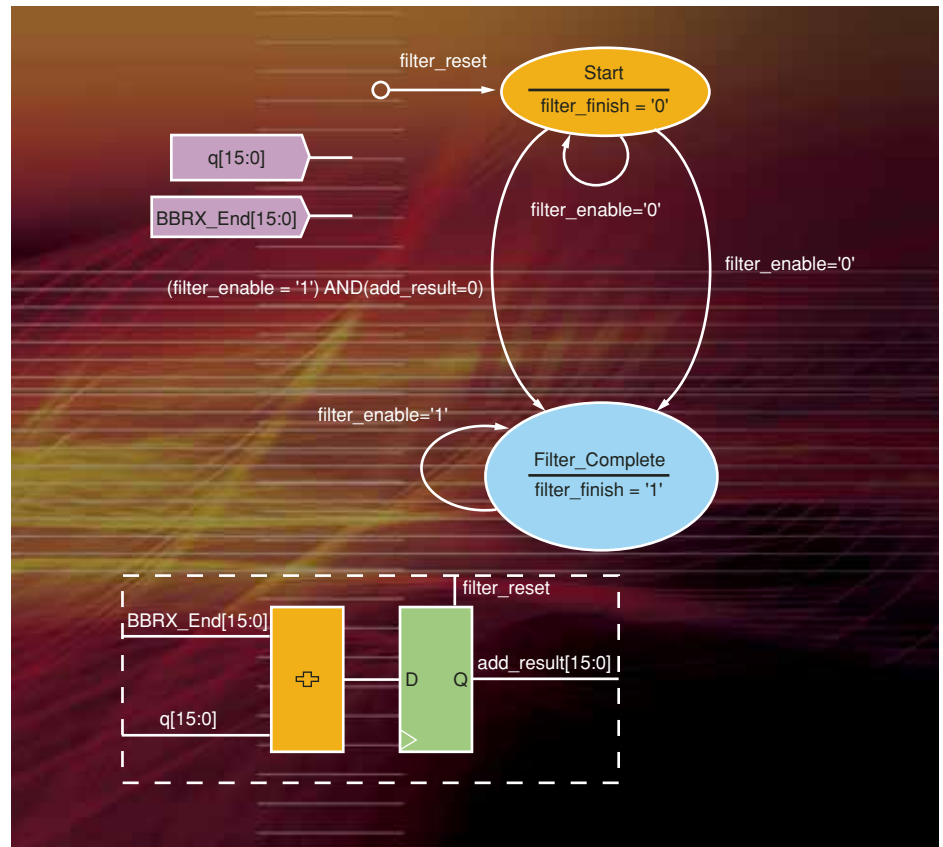 filter_reset
Start
filter_finish = '0'
q[15:0]
BBRX_End[15:0]
filter_enable='0'
filter_enable='0'
(filter_enable = '1') AND(add_result=0)
filter_enable='1'
Filter_Complete
filter_finish = '1'
filter_reset
BBRX_End[15:0]
add_result[15:0]
D
Q
q[15:0]